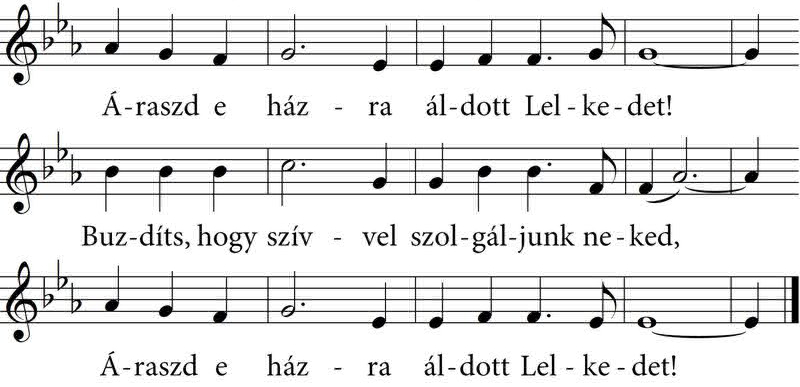 Á-raszd e ház - ra ál-dott Lel - ke - det!
Buz-díts, hogy szív - vel szol-gál-junk ne - ked,
Á-raszd e ház - ra ál-dott Lel - ke - det!